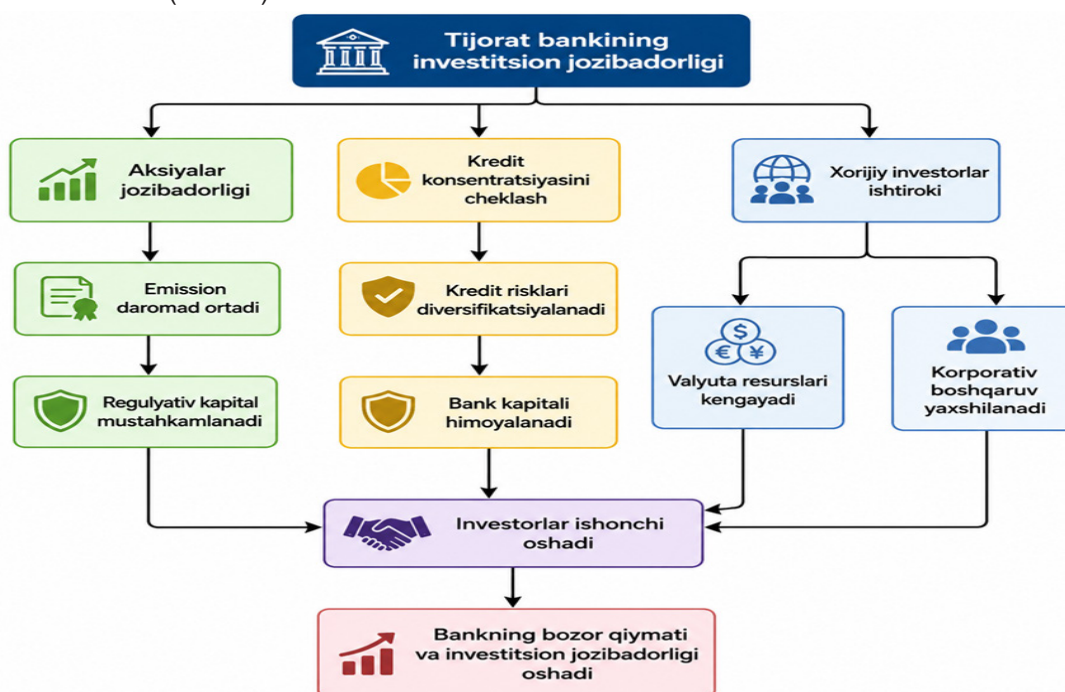 Tijorat bankining
investitsion jozibadorligi
Aksiyalar
jozibadorligi
Kredit
konsentratsiyasini
cheklash
Xorijiy investorlar
ishtiroki
Emission
daromad ortadi
Kredit risklari
diversifikatsiyalanadi
$
€ ¥
Valyuta resurslari
kengayadi
Korporativ
boshqaruv
yaxshilanadi
Regulyativ kapital
mustahkamlanadi
Bank kapitali
himoyalanadi
Investorlar ishonchi
oshadi
Bankning bozor qiymati
va investitsion jozibadorligi
oshadi